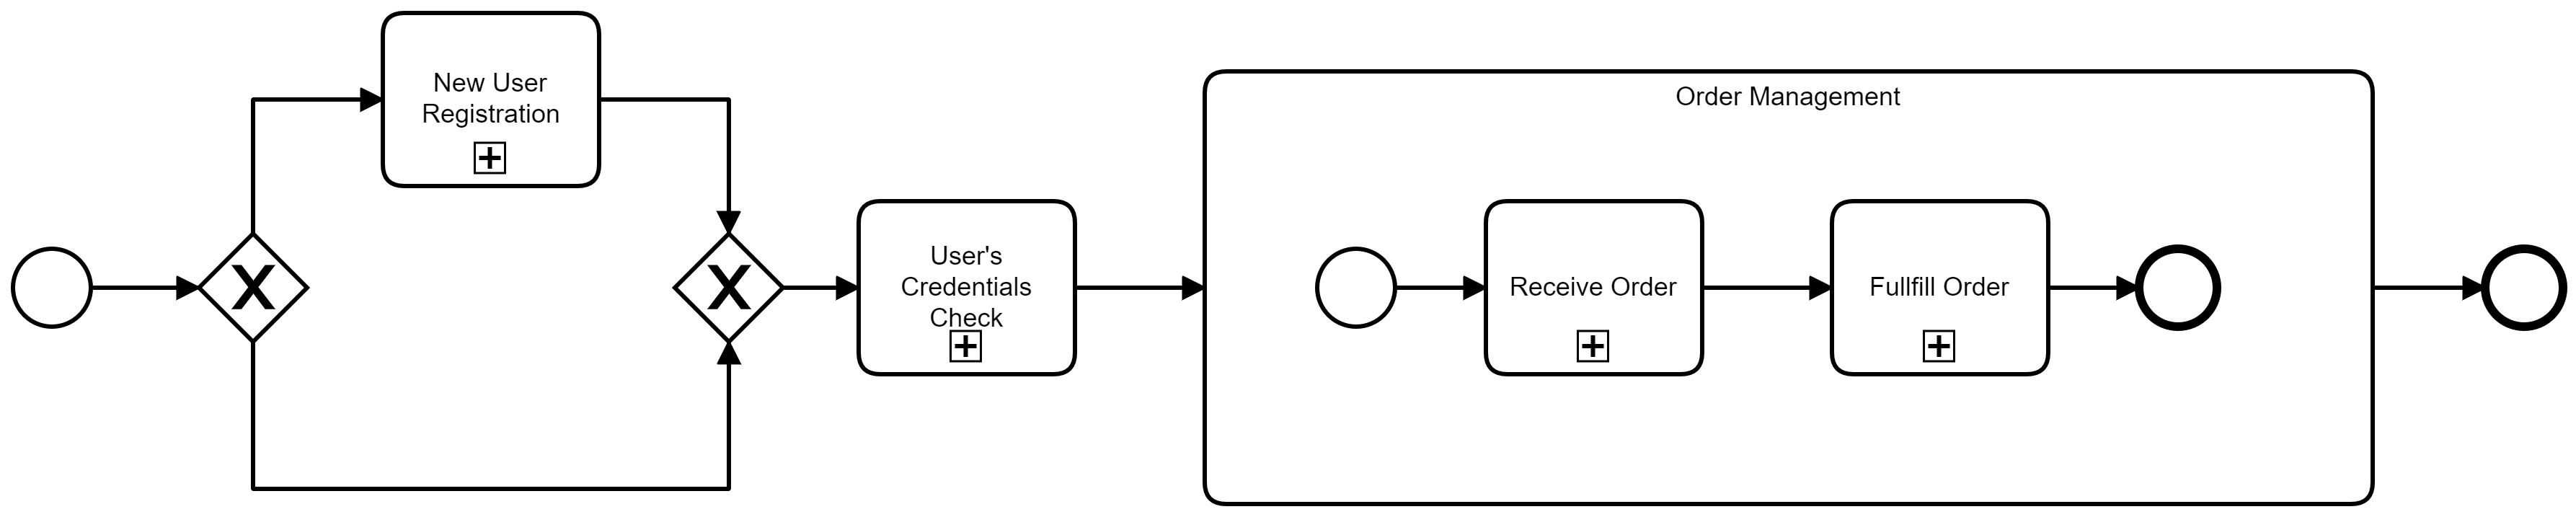 New User
Registration
User's
Credentials
Check
Order Management
Receive Order
Fullfill Order